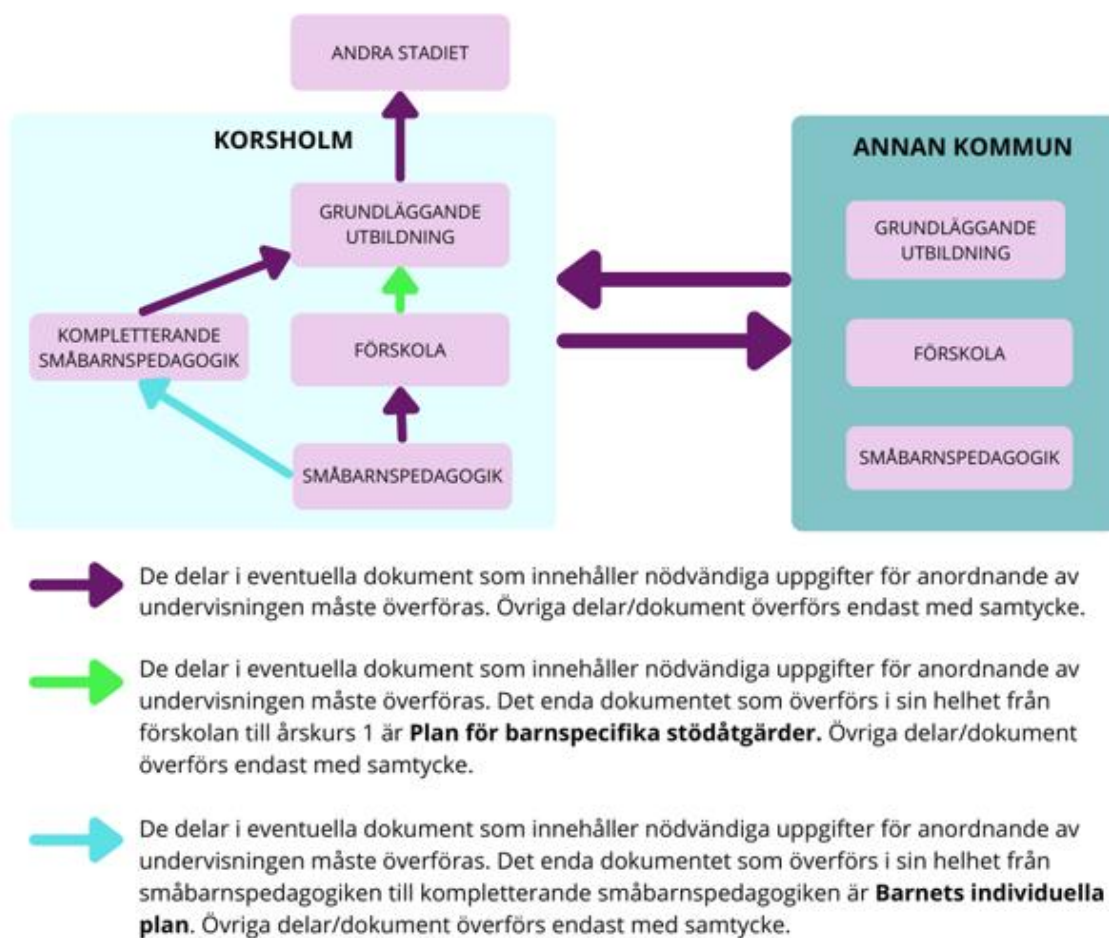 ANDRA STADIET
KORSHOLM
GRUNDLÄGGANDE
UTBILDNING
KOMPLETTERANDE
SMÅBARNSPEDAGOGIK
FÖRSKOLA
SMÅBARNSPEDAGOGIK
ANNAN KOMMUN
GRUNDLÄGGANDE
UTBILDNING
FÖRSKOLA
SMÅBARNSPEDAGOGIK
De delar i eventuella dokument som innehåller nödvändiga uppgifter för anordnande av
undervisningen måste överföras. Övriga delar/dokument överförs endast med samtycke.
De delar i eventuella dokument som innehåller nödvändiga uppgifter för anordnande av
undervisningen måste överföras. Det enda dokumentet som överförs i sin helhet från
förskolan till årskurs 1 är Plan för barnspecifika stödåtgärder. Övriga delar/dokument
överförs endast med samtycke.
De delar i eventuella dokument som innehåller nödvändiga uppgifter för anordnande av
undervisningen måste överföras. Det enda dokumentet som överförs i sin helhet från
småbarnspedagogiken till kompletterande småbarnspedagogiken är Barnets individuella
plan. Övriga delar/dokument överförs endast med samtycke.